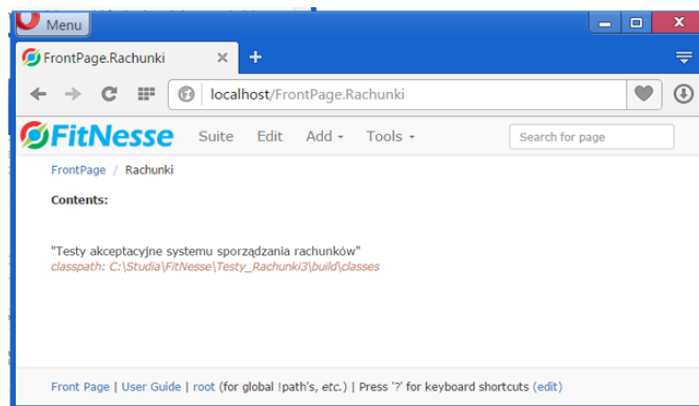 Menu
FrontPage.Rachunki
localhost/FrontPage.Rachunki
FitNesse Suite Edit Add Tools Search for page
FrontPage / Rachunki
Contents:
"Testy akceptacyjne systemu sporządzania rachunków"
classpath: C:\Studia\FitNesse\Testy_Rachunki3\build\classes
Front Page | User Guide | root (for global !path's, etc.) | Press '?' for keyboard shortcuts (edit)